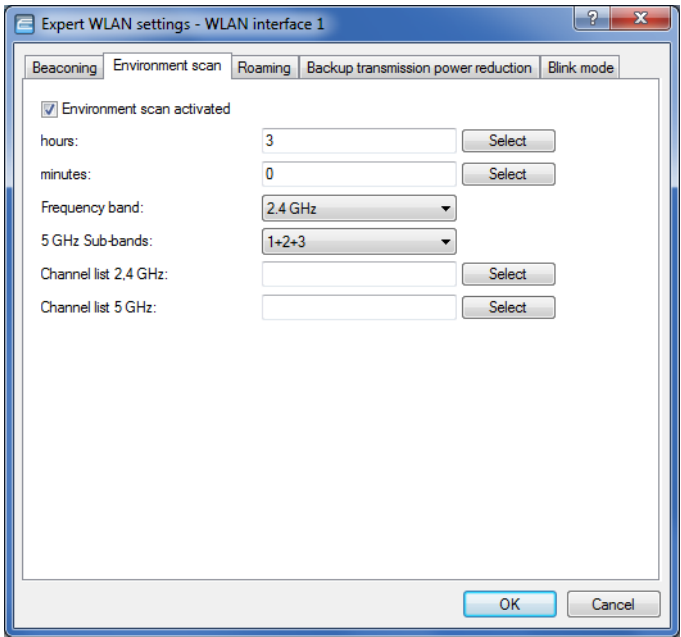 Expert WLAN settings - WLAN interface 1
? X
Beaconing Environment scan Roaming Backup transmission power reduction Blink mode
Environment scan activated
hours: 3 Select
minutes: 0 Select
Frequency band: 2.4 GHz
5 GHz Sub-bands: 1+2+3
Channel list 2,4 GHz: Select
Channel list 5 GHz: Select
OK Cancel